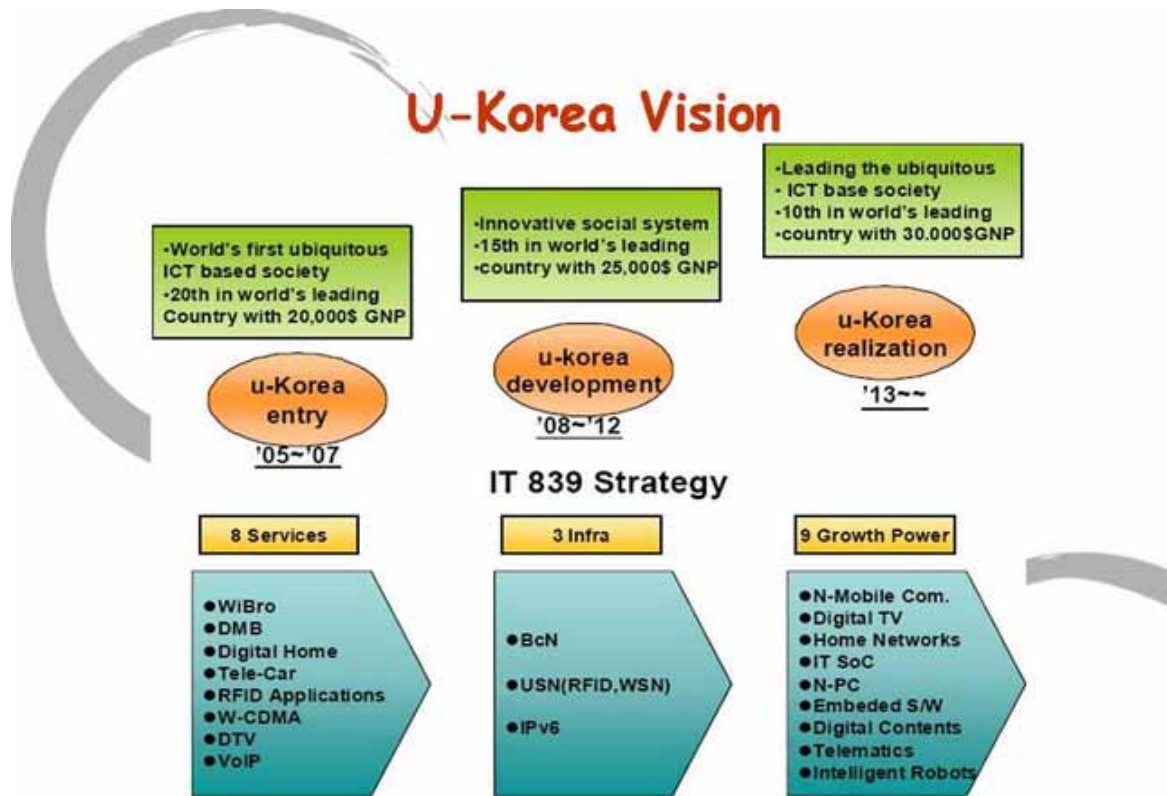 U-Korea Vision
•World's first ubiquitous
ICT based society
•20th in world's leading
Country with 20,000$ GNP
u-Korea
entry
'05~'07
•Innovative social system
•15th in world's leading
•country with 25,000$ GNP
u-korea
development
'08~'12
•Leading the ubiquitous
• ICT base society
•10th in world's leading
•country with 30.000$GNP
u-Korea
realization
'13~~
IT 839 Strategy
8 Services
●WiBro
●DMB
●Digital Home
●Tele-Car
●RFID Applications
●W-CDMA
●DTV
●VoIP
3 Infra
●BcN
●USN(RFID,WSN)
●IPv6
9 Growth Power
●N-Mobile Com.
●Digital TV
●Home Networks
●IT SoC
●N-PC
●Embeded S/W
●Digital Contents
●Telematics
●Intelligent Robots